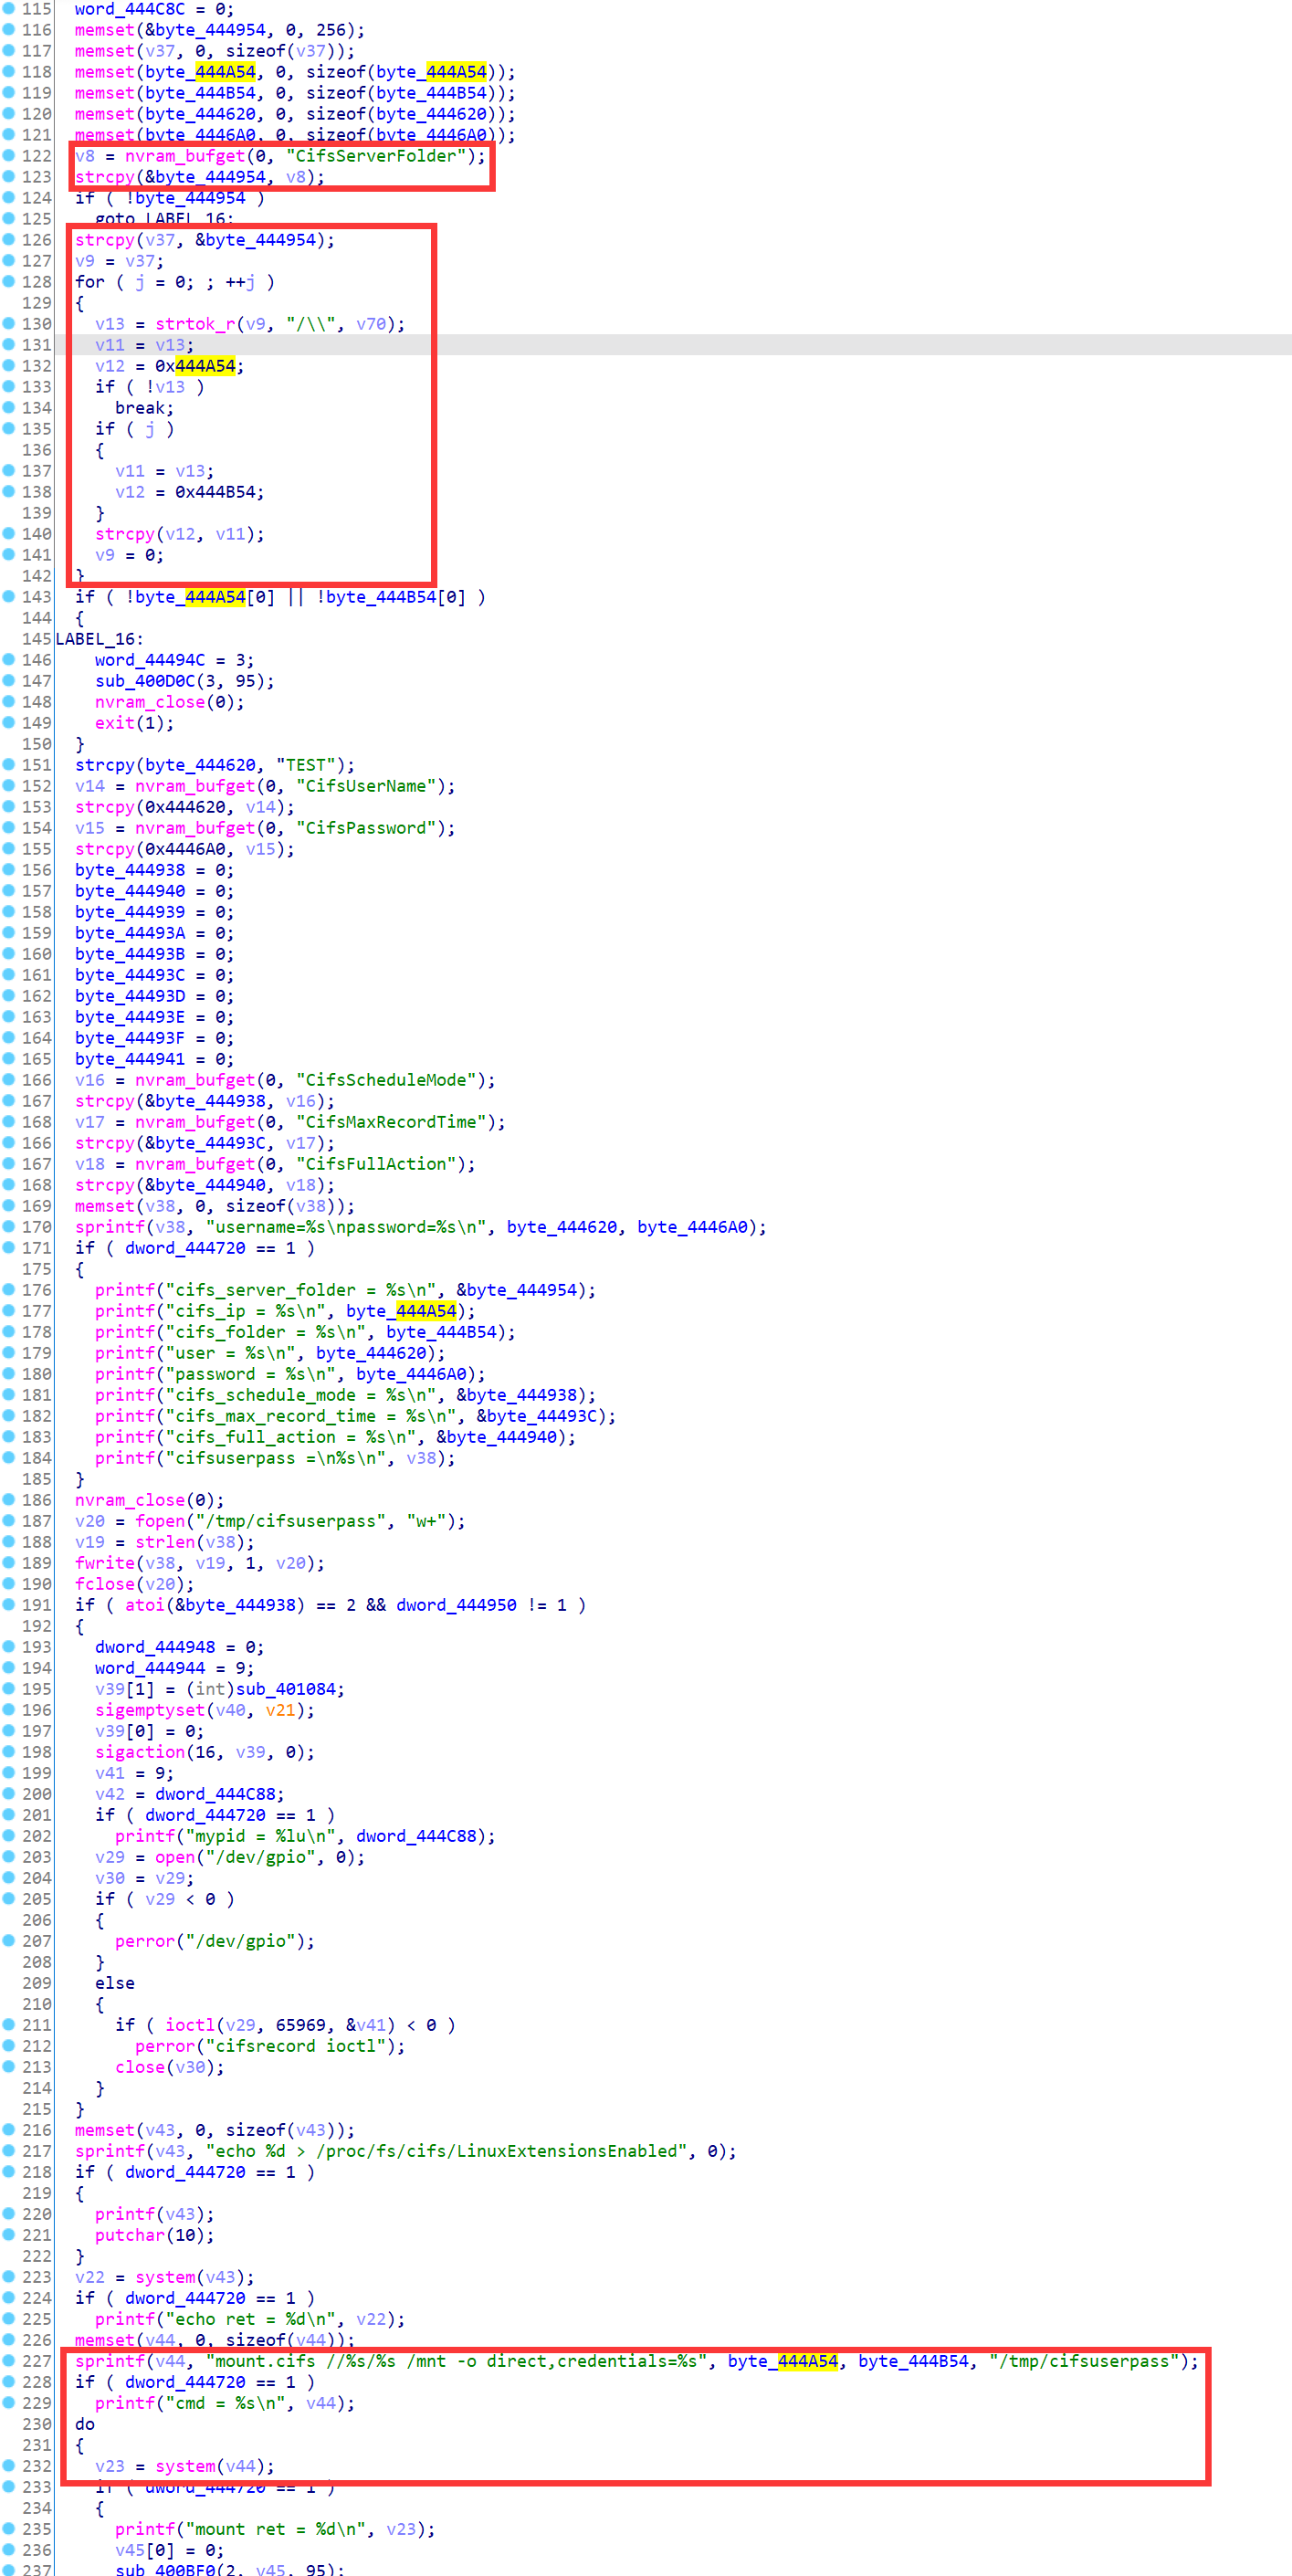 115 word_444C8C = 0;
116 memset(&byte_444954, 0, 256);
117 memset(v37, 0, sizeof(v37));
118 memset(byte_444A54, 0, sizeof(byte_444A54));
119 memset(byte_444B54, 0, sizeof(byte_444B54));
120 memset(byte_444620, 0, sizeof(byte_444620));
121 memset(byte_4446A0, 0, sizeof(byte_4446A0));
122 v8 = nvram_bufget(0, "CifsServerFolder");
123 strcpy(&byte_444954, v8);
124 if ( !byte_444954 )
125 goto LABEL_16;
126 strcpy(v37, &byte_444954);
127 v9 = v37;
128 for ( j = 0; ; ++j )
129 {
130 v13 = strtok_r(v9, "/\\", v70);
131 v11 = v13;
132 v12 = 0x444A54;
133 if ( !v13 )
134 break;
135 if ( j )
136 {
137 v11 = v13;
138 v12 = 0x444B54;
139 }
140 strcpy(v12, v11);
141 v9 = 0;
142 }
143 if ( !byte_444A54[0] || !byte_444B54[0] )
144 {
145 LABEL_16:
146 word_44494C = 3;
147 sub_400D0C(3, 95);
148 nvram_close(0);
149 exit(1);
150 }
151 strcpy(byte_444620, "TEST");
152 v14 = nvram_bufget(0, "CifsUserName");
153 strcpy(0x444620, v14);
154 v15 = nvram_bufget(0, "CifsPassword");
155 strcpy(0x4446A0, v15);
156 byte_444938 = 0;
157 byte_444940 = 0;
158 byte_444939 = 0;
159 byte_44493A = 0;
160 byte_44493B = 0;
161 byte_44493C = 0;
162 byte_44493D = 0;
163 byte_44493E = 0;
164 byte_44493F = 0;
165 byte_444941 = 0;
166 v16 = nvram_bufget(0, "CifsScheduleMode");
167 strcpy(&byte_444938, v16);
168 v17 = nvram_bufget(0, "CifsMaxRecordTime");
166 strcpy(&byte_44493C, v17);
167 v18 = nvram_bufget(0, "CifsFullAction");
168 strcpy(&byte_444940, v18);
169 memset(v38, 0, sizeof(v38));
170 sprintf(v38, "username=%s\npassword=%s\n", byte_444620, byte_4446A0);
171 if ( dword_444720 == 1 )
175 {
176 printf("cifs_server_folder = %s\n", &byte_444954);
177 printf("cifs_ip = %s\n", byte_444A54);
178 printf("cifs_folder = %s\n", byte_444B54);
179 printf("user = %s\n", byte_444620);
180 printf("password = %s\n", byte_4446A0);
181 printf("cifs_schedule_mode = %s\n", &byte_444938);
182 printf("cifs_max_record_time = %s\n", &byte_44493C);
183 printf("cifs_full_action = %s\n", &byte_444940);
184 printf("cifsuserpass =\n%s\n", v38);
185 }
186 nvram_close(0);
187 v20 = fopen("/tmp/cifsuserpass", "w+");
188 v19 = strlen(v38);
189 fwrite(v38, v19, 1, v20);
190 fclose(v20);
191 if ( atoi(&byte_444938) == 2 && dword_444950 != 1 )
192 {
193 dword_444948 = 0;
194 word_444944 = 9;
195 v39[1] = (int)sub_401084;
196 sigemptyset(v40, v21);
197 v39[0] = 0;
198 sigaction(16, v39, 0);
199 v41 = 9;
200 v42 = dword_444C88;
201 if ( dword_444720 == 1 )
202 printf("mypid = %lu\n", dword_444C88);
203 v29 = open("/dev/gpio", 0);
204 v30 = v29;
205 if ( v29 < 0 )
206 {
207 perror("/dev/gpio");
208 }
209 else
210 {
211 if ( ioctl(v29, 65969, &v41) < 0 )
212 perror("cifsrecord ioctl");
213 close(v30);
214 }
215 }
216 memset(v43, 0, sizeof(v43));
217 sprintf(v43, "echo %d > /proc/fs/cifs/LinuxExtensionsEnabled", 0);
218 if ( dword_444720 == 1 )
219 {
220 printf(v43);
221 putchar(10);
222 }
223 v22 = system(v43);
224 if ( dword_444720 == 1 )
225 printf("echo ret = %d\n", v22);
226 memset(v44, 0, sizeof(v44));
227 sprintf(v44, "mount.cifs //%s/%s /mnt -o direct,credentials=%s", byte_444A54, byte_444B54, "/tmp/cifsuserpass");
228 if ( dword_444720 == 1 )
229 printf("cmd = %s\n", v44);
230 do
231 {
232 v23 = system(v44);
233 if ( dword_444720 == 1 )
234 {
235 printf("mount ret = %d\n", v23);
236 v45[0] = 0;
237 sub_400BF0(2, v45, 95);